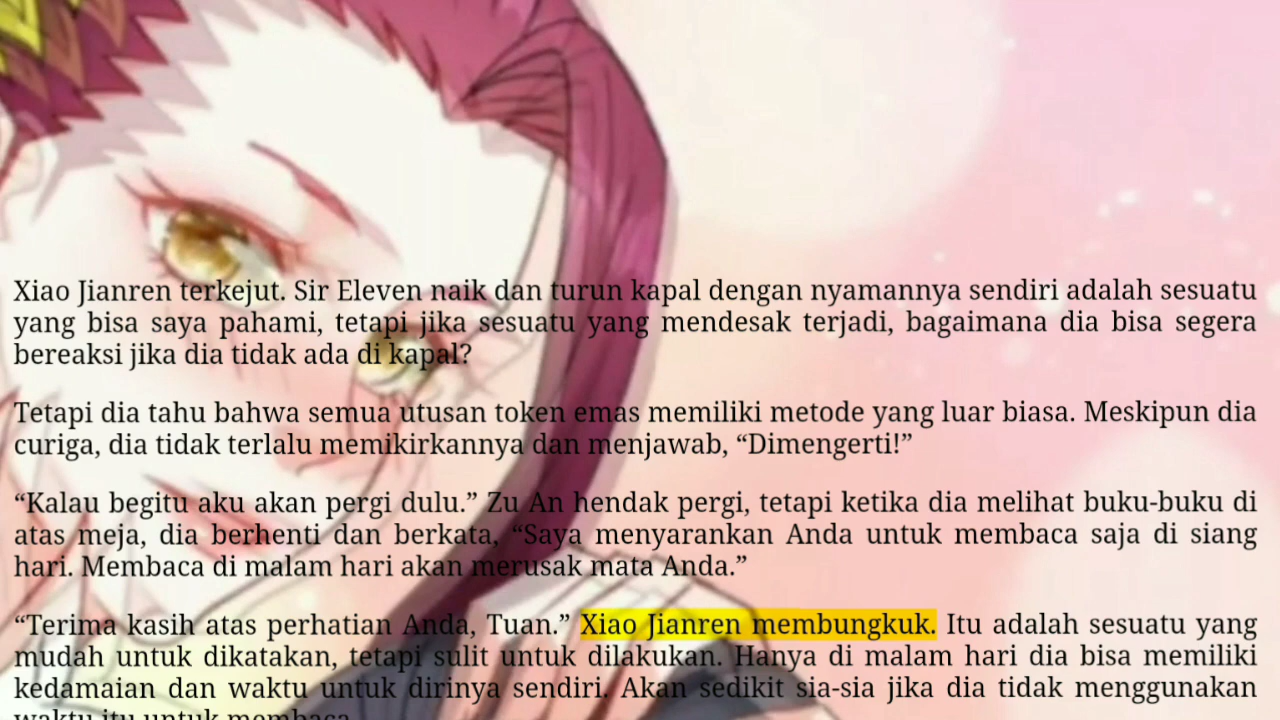 Xiao Jianren terkejut. Sir Eleven naik dan turun kapal dengan nyamannya sendiri adalah sesuatu
yang bisa saya pahami, tetapi jika sesuatu yang mendesak terjadi, bagaimana dia bisa segera
bereaksi jika dia tidak ada di kapal?
Tetapi dia tahu bahwa semua utusan token emas memiliki metode yang luar biasa. Meskipun dia
curiga, dia tidak terlalu memikirkannya dan menjawab, “Dimengerti!”
“Kalau begitu aku akan pergi dulu.” Zu An hendak pergi, tetapi ketika dia melihat buku-buku di
atas meja, dia berhenti dan berkata, “Saya menyarankan Anda untuk membaca saja di siang
hari. Membaca di malam hari akan merusak mata Anda.”
“Terima kasih atas perhatian Anda, Tuan.” Xiao Jianren membungkuk. Itu adalah sesuatu yang
mudah untuk dikatakan, tetapi sulit untuk dilakukan. Hanya di malam hari dia bisa memiliki
kedamaian dan waktu untuk dirinya sendiri. Akan sedikit sia-sia jika dia tidak menggunakan
waktu itu untuk membaca.